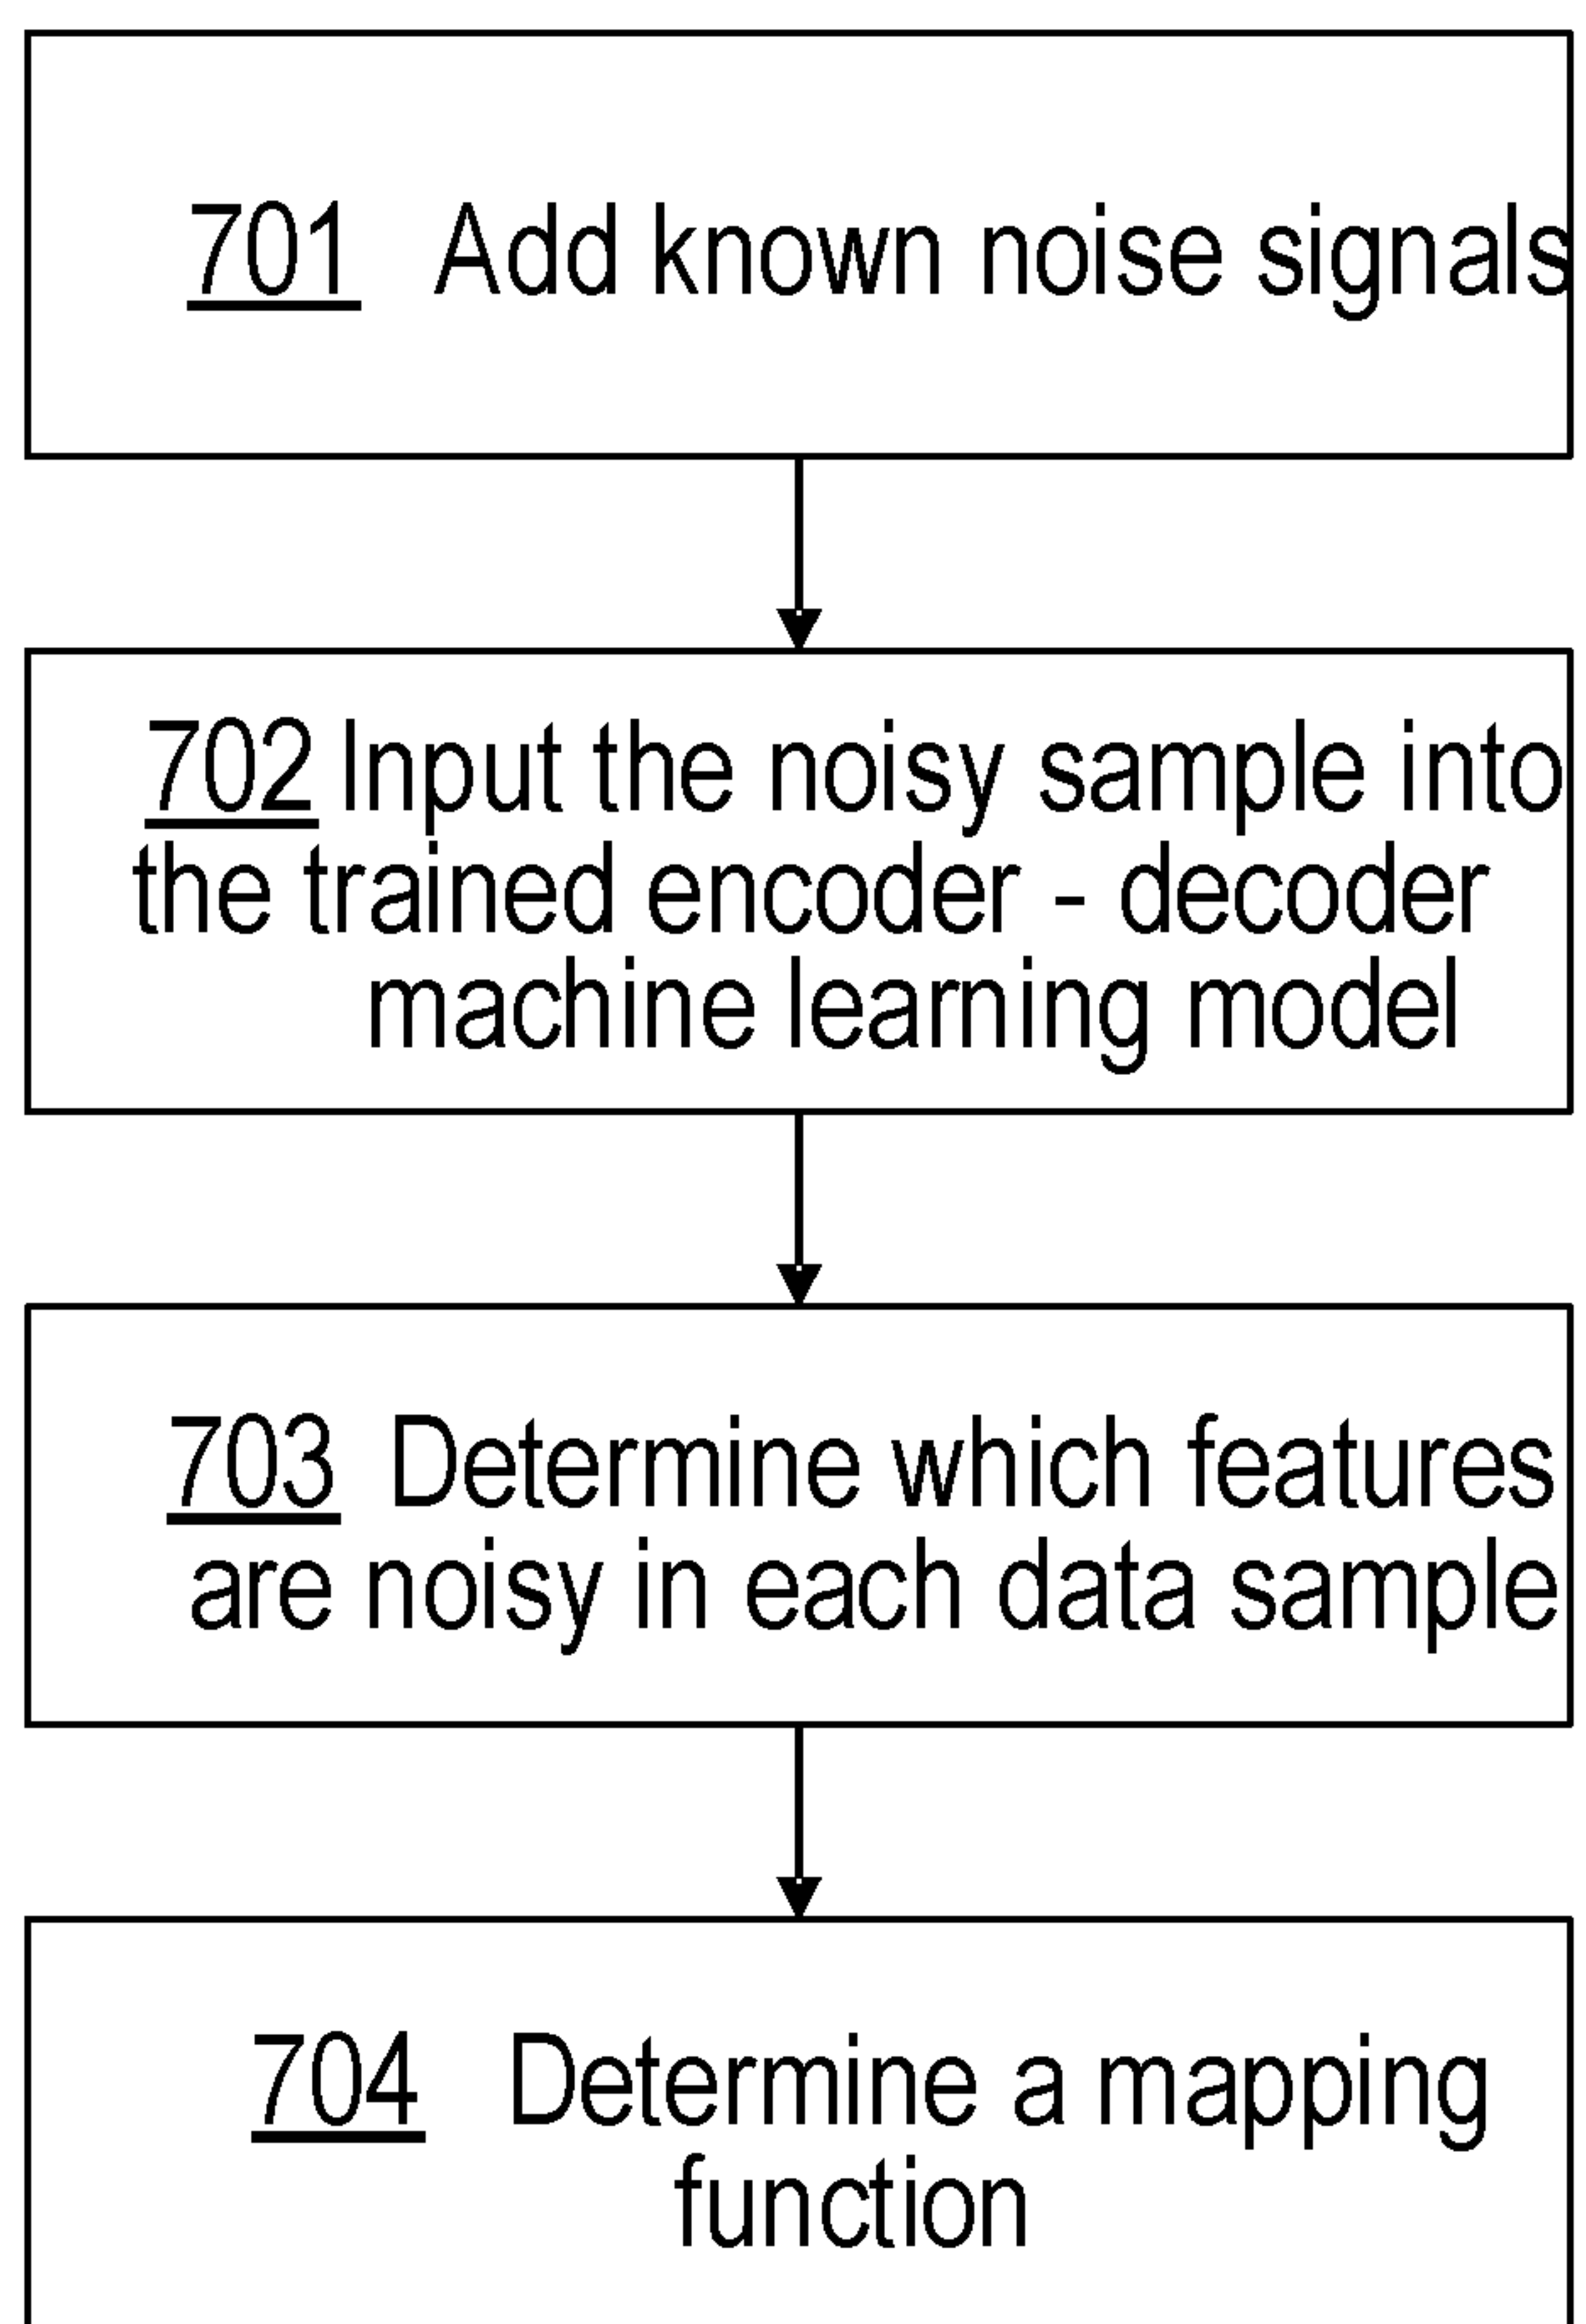 701 Add known noise signals
702 Input the noisy sample into
the trained encoder - decoder
machine learning model
703 Determine which features
are noisy in each data sample
704 Determine a mapping
function